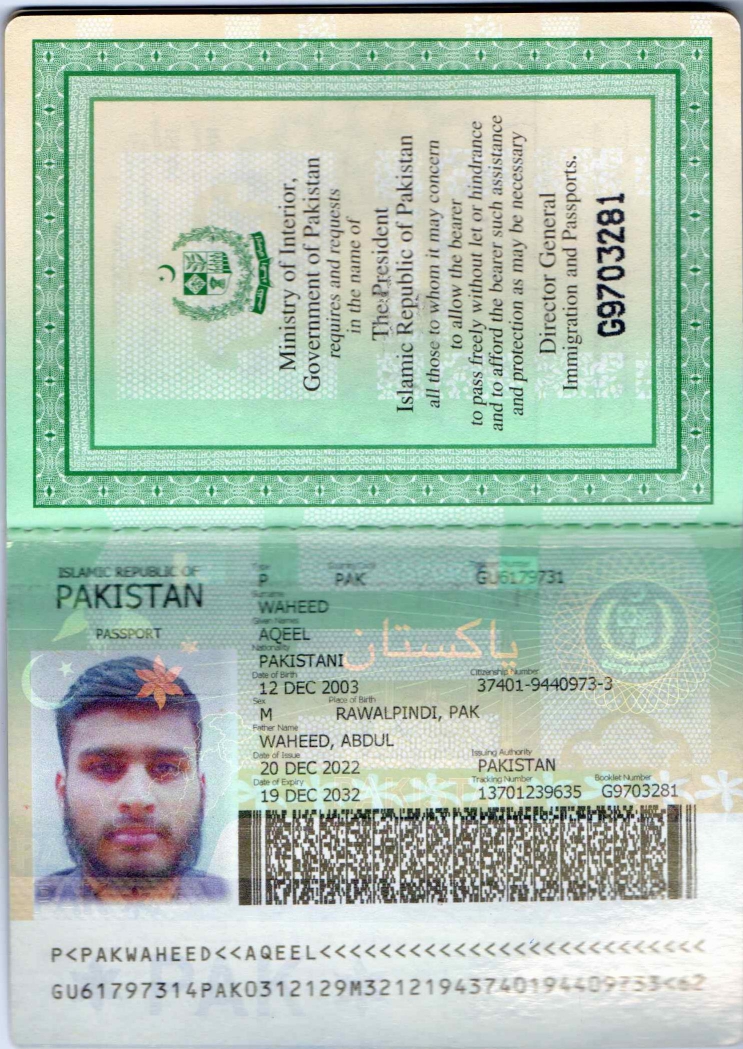 Ministry of Interior,
Government of Pakistan
requires and requests
in the name of
The President
Islamic Republic of Pakistan
all those to whom it may concern
to allow the bearer
to pass freely without let or hindrance
and to afford the bearer such assistance
and protection as may be necessary
Director General
Immigration and Passports.
G9703281
ISLAMIC REPUBLIC OF
PAKISTAN
PASSPORT
Type Country Code
P PAK GU6179731
Surname
WAHEED
Given Names
AQEEL
Nationality
PAKISTANI
پاکستان
Date of Birth Citizenship Number
12 DEC 2003 37401-9440973-3
Sex Place of Birth
M RAWALPINDI, PAK
Father Name
WAHEED, ABDUL
Date of Issue Issuing Authority
20 DEC 2022 PAKISTAN
Date of Expiry Tracking Number Booklet Number
19 DEC 2032 13701239635 G9703281
P<PAKWAHEED<<AQEEL<<<<<<<<<<<<<<<<<<<<<<<<<<
GU61797314PAK0312129M32121943740194409733<62